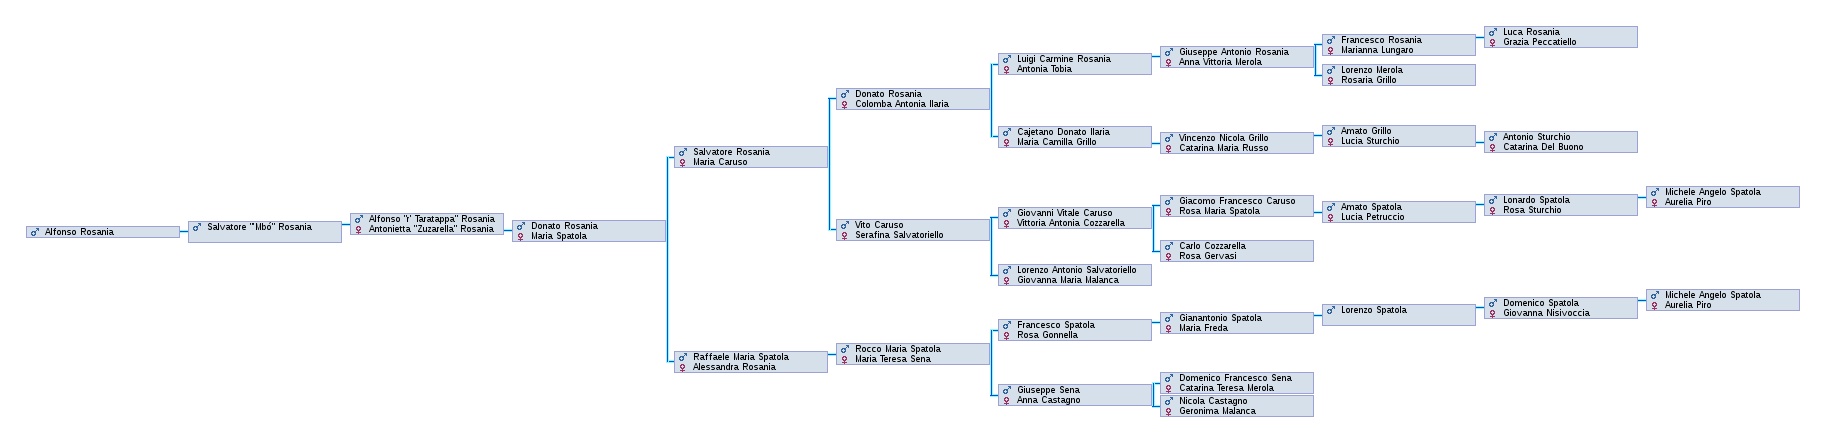 Alfonso Rosania
Salvatore "'Mbó" Rosania
Alfonso "r' Taratappa" Rosania
Antonietta "Zuzarella" Rosania
Donato Rosania
Maria Spatola
Salvatore Rosania
Maria Caruso
Raffaele Maria Spatola
Alessandra Rosania
Donato Rosania
Colomba Antonia Ilaria
Vito Caruso
Serafina Salvatoriello
Rocco Maria Spatola
Maria Teresa Sena
Luigi Carmine Rosania
Antonia Tobia
Cajetano Donato Ilaria
Maria Camilla Grillo
Giovanni Vitale Caruso
Vittoria Antonia Cozzarella
Lorenzo Antonio Salvatoriello
Giovanna Maria Malanca
Francesco Spatola
Rosa Gonnella
Giuseppe Sena
Anna Castagno
Giuseppe Antonio Rosania
Anna Vittoria Merola
Vincenzo Nicola Grillo
Catarina Maria Russo
Giacomo Francesco Caruso
Rosa Maria Spatola
Carlo Cozzarella
Rosa Gervasi
Gianantonio Spatola
Maria Freda
Domenico Francesco Sena
Catarina Teresa Merola
Nicola Castagno
Geronima Malanca
Francesco Rosania
Marianna Lungaro
Lorenzo Merola
Rosaria Grillo
Amato Grillo
Lucia Sturchio
Amato Spatola
Lucia Petruccio
Lorenzo Spatola
Luca Rosania
Grazia Peccatiello
Antonio Sturchio
Catarina Del Buono
Lonardo Spatola
Rosa Sturchio
Domenico Spatola
Giovanna Nisivoccia
Michele Angelo Spatola
Aurelia Piro
Michele Angelo Spatola
Aurelia Piro